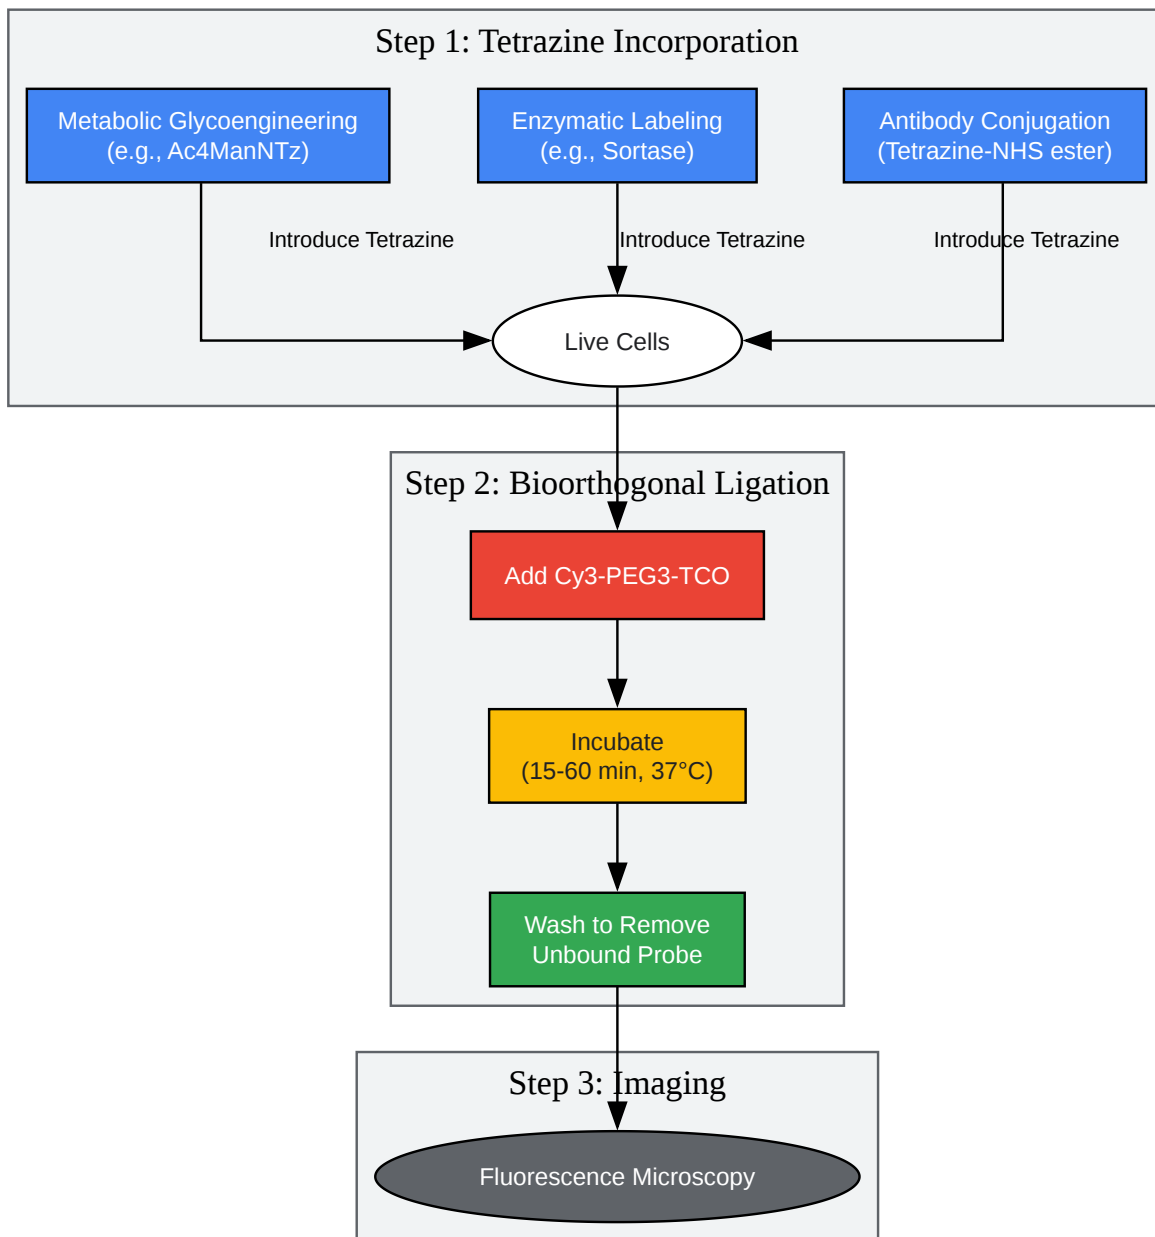 Step 1: Tetrazine Incorporation
Metabolic Glycoengineering
(e.g., Ac4ManNTz)
Enzymatic Labeling
(e.g., Sortase)
Antibody Conjugation
(Tetrazine-NHS ester)
Introduce Tetrazine
Introduce Tetrazine
Introduce Tetrazine
Live Cells
Step 2: Bioorthogonal Ligation
Add Cy3-PEG3-TCO
Incubate
(15-60 min, 37°C)
Wash to Remove
Unbound Probe
Step 3: Imaging
Fluorescence Microscopy